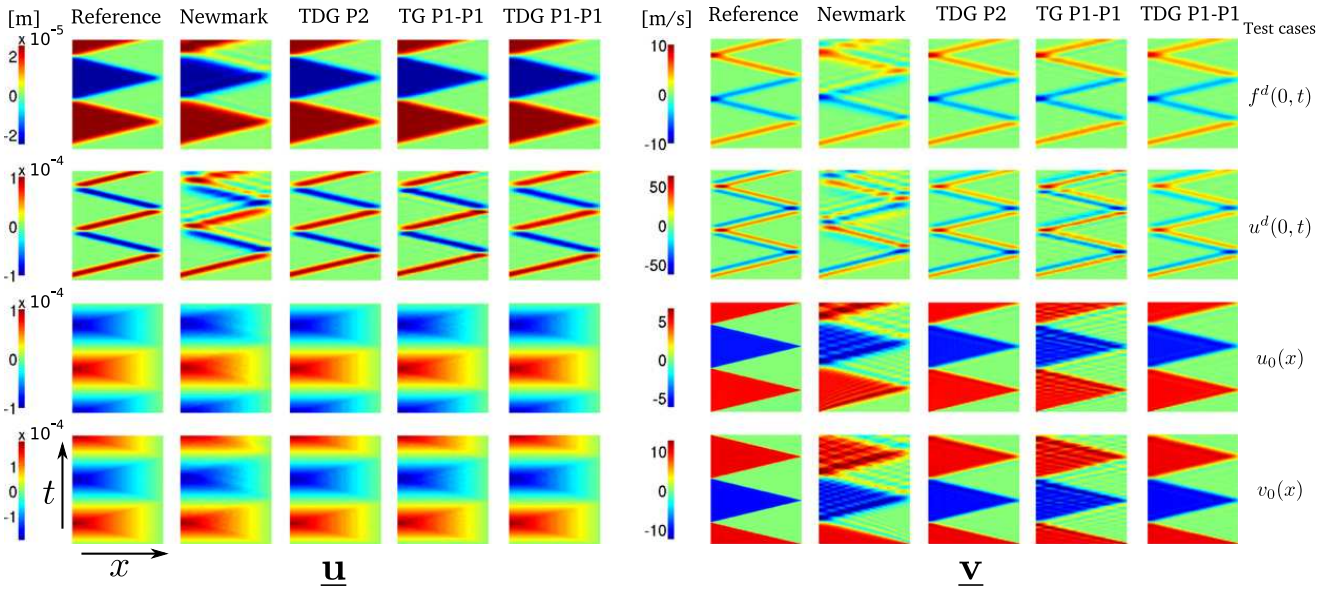 [m] Reference Newmark TDG P2 TG P1-P1 TDG P1-P1
[m/s] Reference Newmark TDG P2 TG P1-P1 TDG P1-P1 Test cases
x 10^-5
2
0
-2
10
0
-10
f^d(0, t)
x 10^-4
1
0
-1
50
0
-50
u^d(0, t)
x 10^-4
1
0
-1
5
0
-5
u_0(x)
10^-4
1
0
-1
10
0
-10
v_0(x)
t
x
u
v